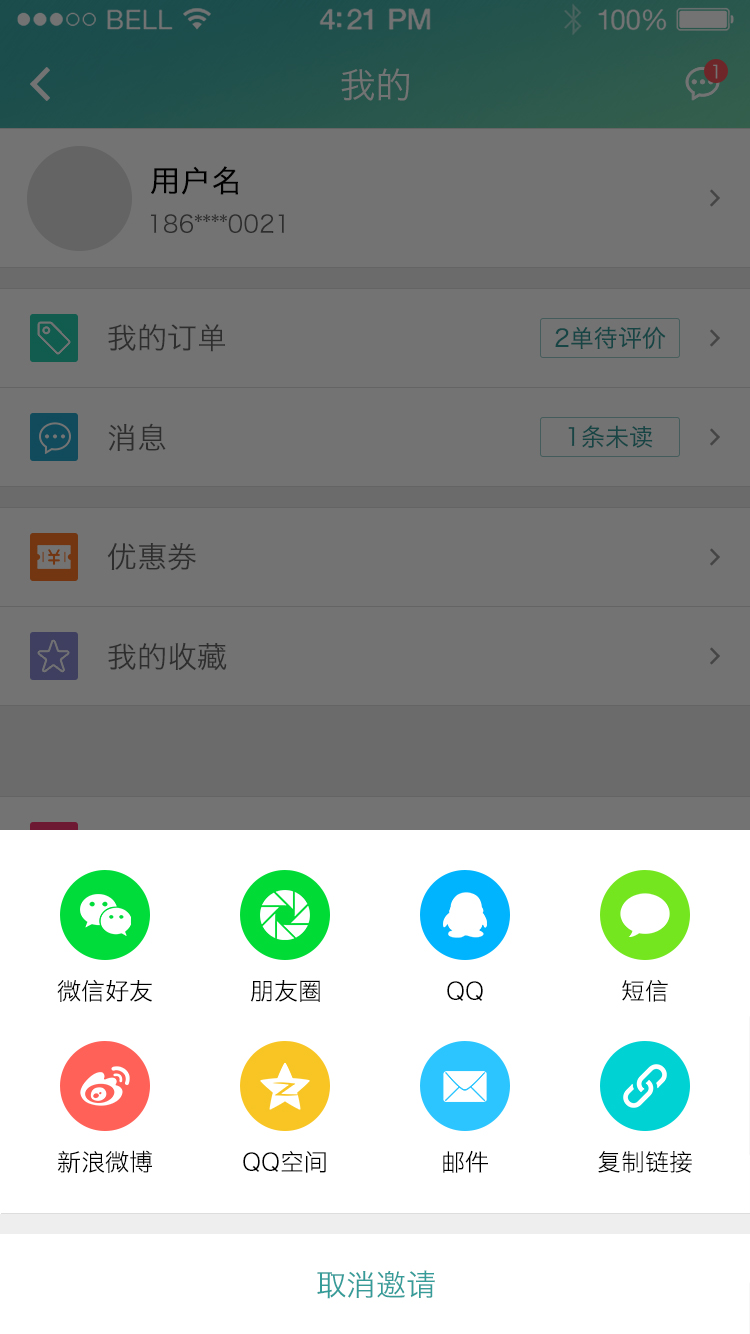 BELL 4:21 PM 100%
我的
1
用户名
186****0021
我的订单 2单待评价
消息 1条未读
优惠券
我的收藏
微信好友 朋友圈 QQ 短信
新浪微博 QQ空间 邮件 复制链接
取消邀请